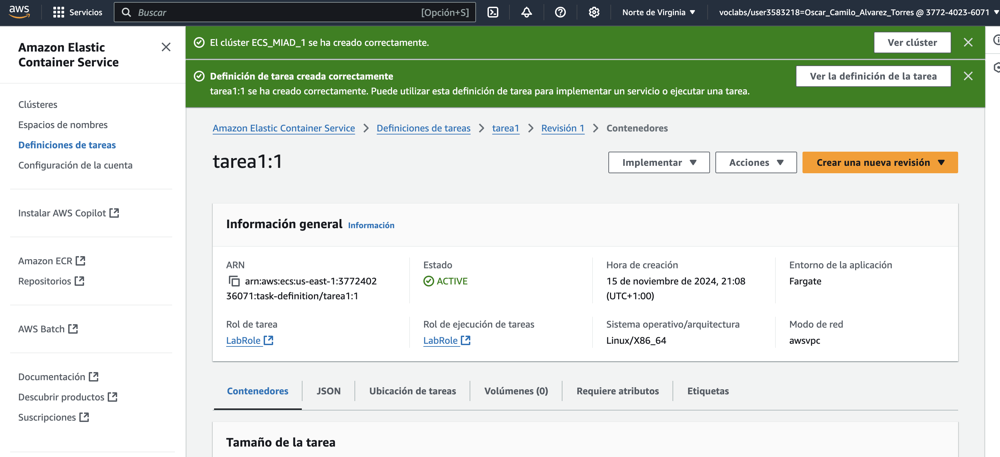 aws
Servicios
Buscar
[Opción+S]
Norte de Virginia
voclabs/user3583218=Oscar_Camilo_Alvarez_Torres @ 3772-4023-6071
Amazon Elastic
Container Service
Clústeres
Espacios de nombres
Definiciones de tareas
Configuración de la cuenta
Instalar AWS Copilot
Amazon ECR
Repositorios
AWS Batch
Documentación
Descubrir productos
Suscripciones
El clúster ECS_MIAD_1 se ha creado correctamente.
Ver clúster
Definición de tarea creada correctamente
tarea1:1 se ha creado correctamente. Puede utilizar esta definición de tarea para implementar un servicio o ejecutar una tarea.
Ver la definición de la tarea
Amazon Elastic Container Service
Definiciones de tareas
tarea1
Revisión 1
Contenedores
tarea1:1
Implementar
Acciones
Crear una nueva revisión
Información general
Información
ARN
arn:aws:ecs:us-east-1:3772402
36071:task-definition/tarea1:1
Estado
ACTIVE
Hora de creación
15 de noviembre de 2024, 21:08
(UTC+1:00)
Entorno de la aplicación
Fargate
Rol de tarea
LabRole
Rol de ejecución de tareas
LabRole
Sistema operativo/arquitectura
Linux/X86_64
Modo de red
awsvpc
Contenedores
JSON
Ubicación de tareas
Volúmenes (0)
Requiere atributos
Etiquetas
Tamaño de la tarea